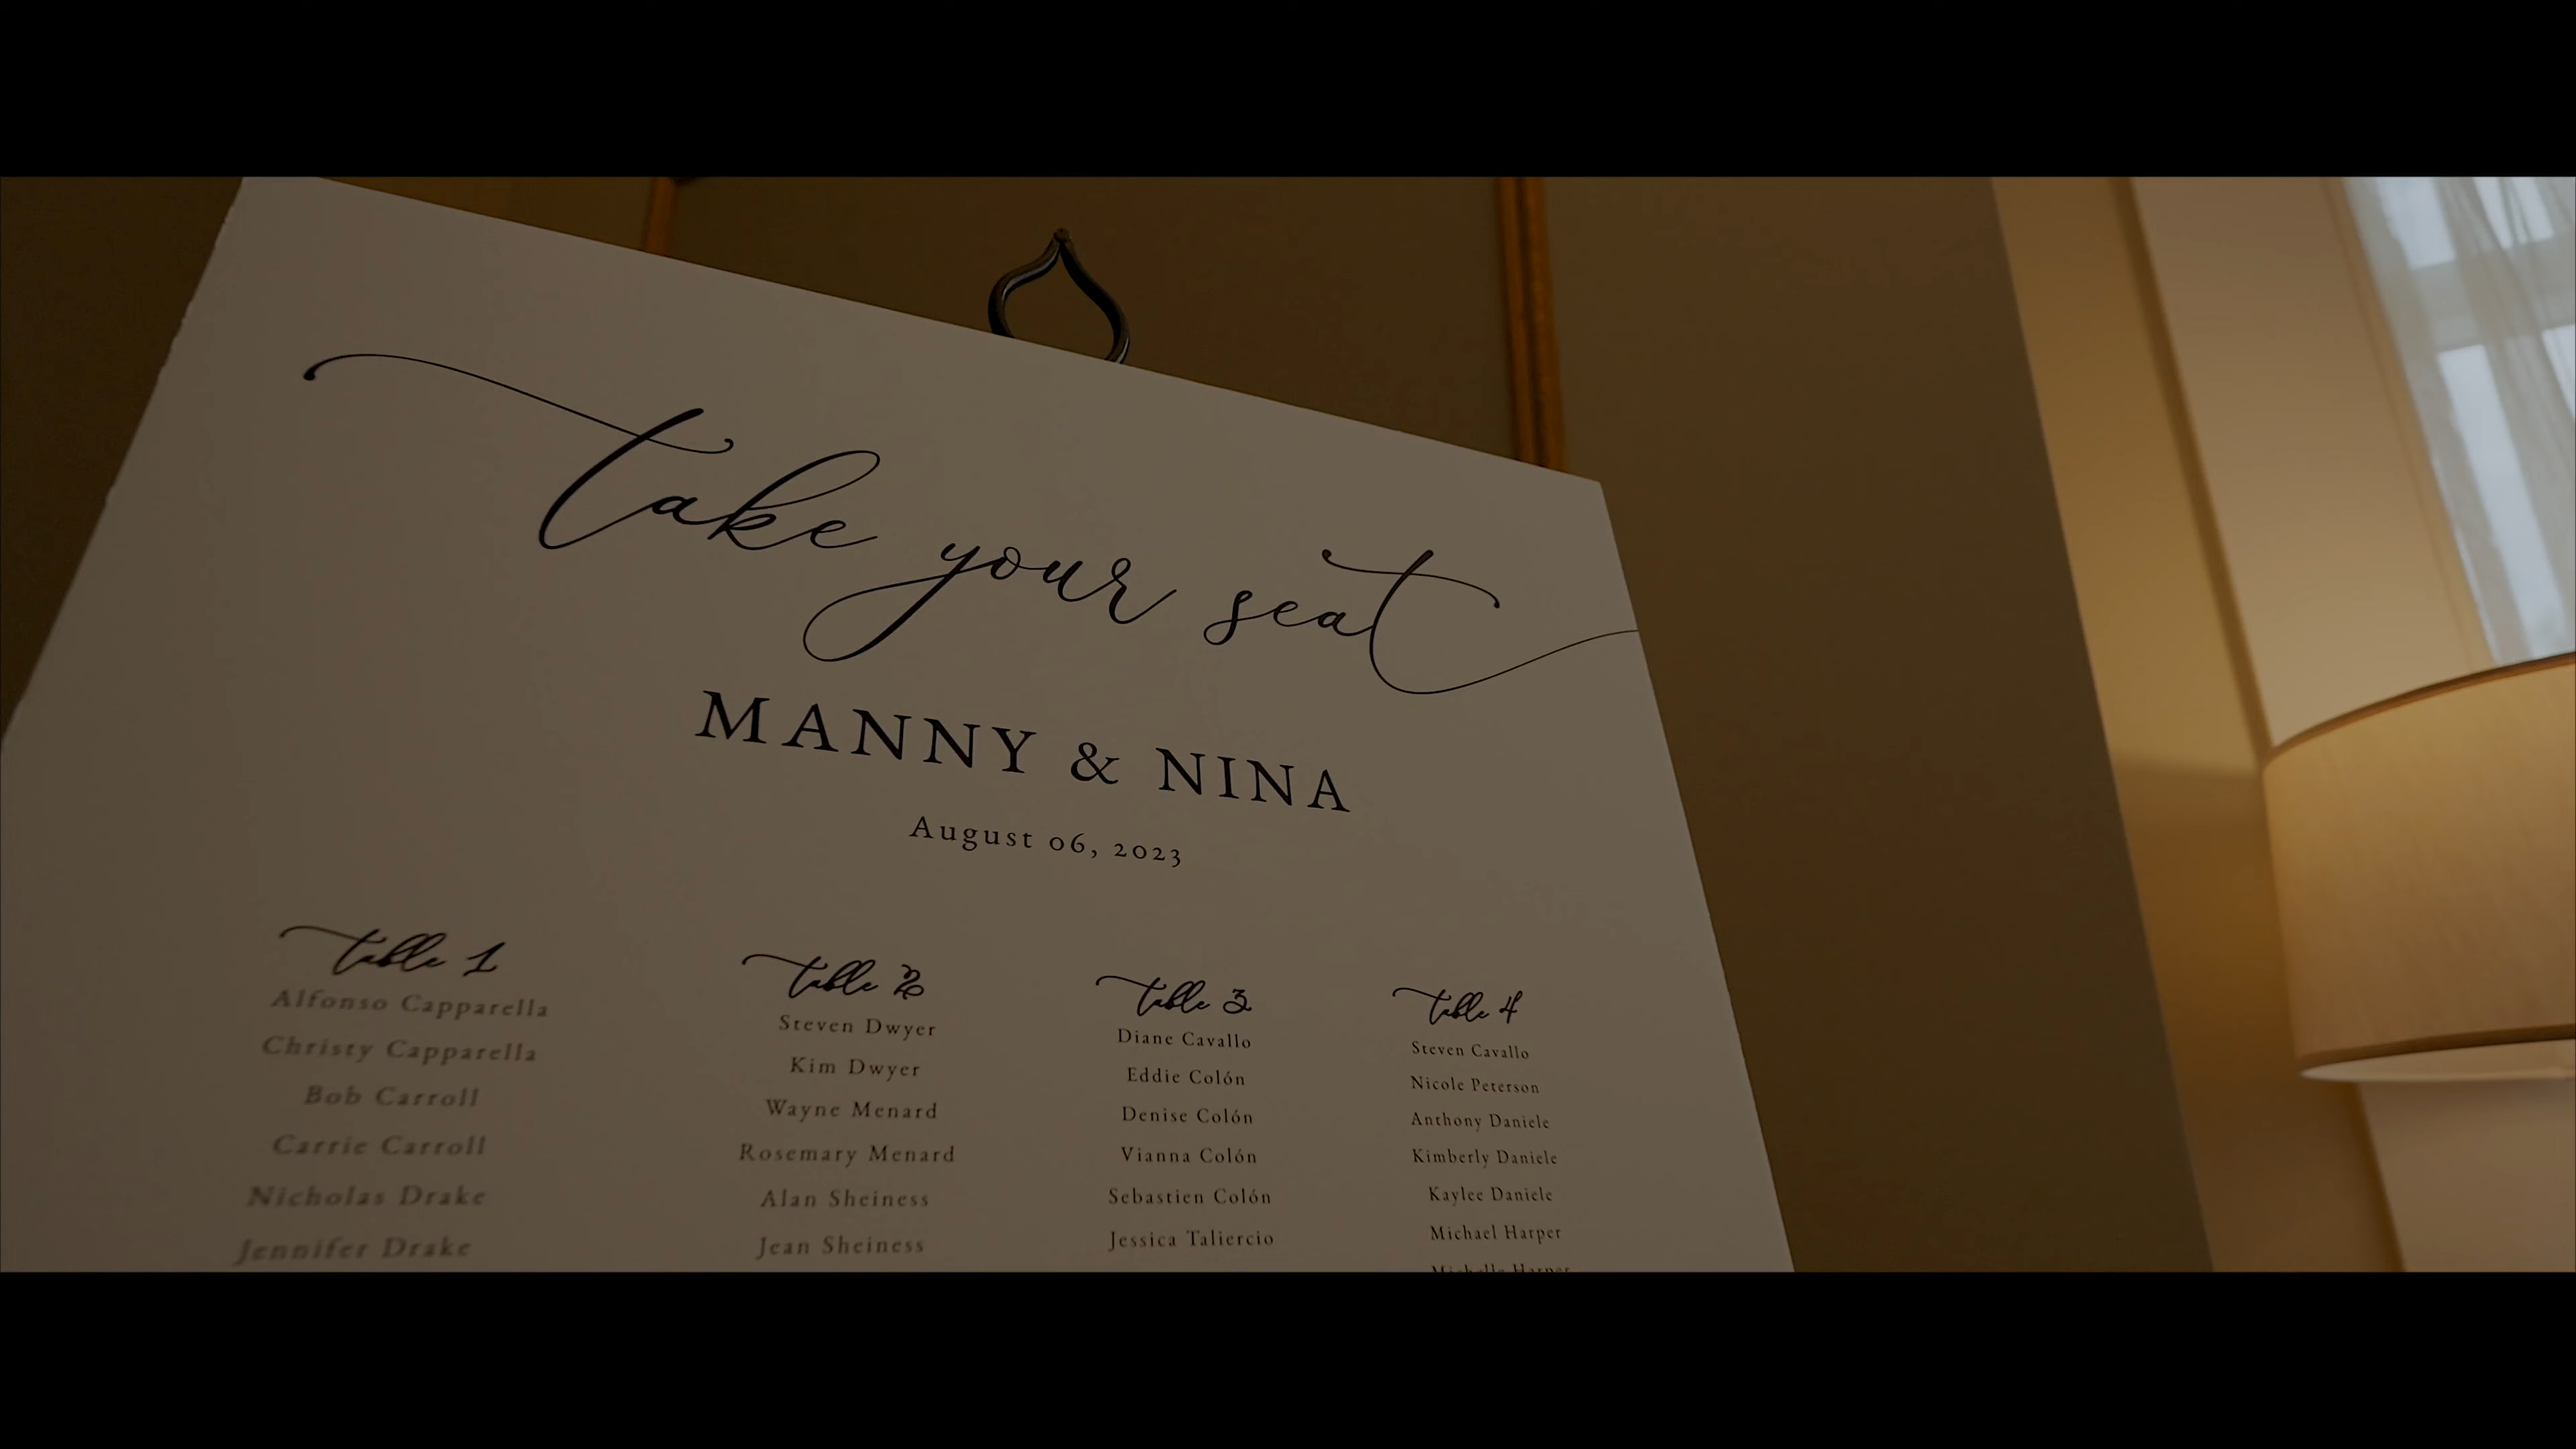 take your seat
MANNY & NINA
August 06, 2023
table 1
Alfonso Capparella
Christy Capparella
Bob Carroll
Carrie Carroll
Nicholas Drake
Jennifer Drake
table 2
Steven Dwyer
Kim Dwyer
Wayne Menard
Rosemary Menard
Alan Sheiness
Jean Sheiness
table 3
Diane Cavallo
Eddie Colón
Denise Colón
Vianna Colón
Sebastien Colón
Jessica Taliercio
table 4
Steven Cavallo
Nicole Peterson
Anthony Daniele
Kimberly Daniele
Kaylee Daniele
Michael Harper